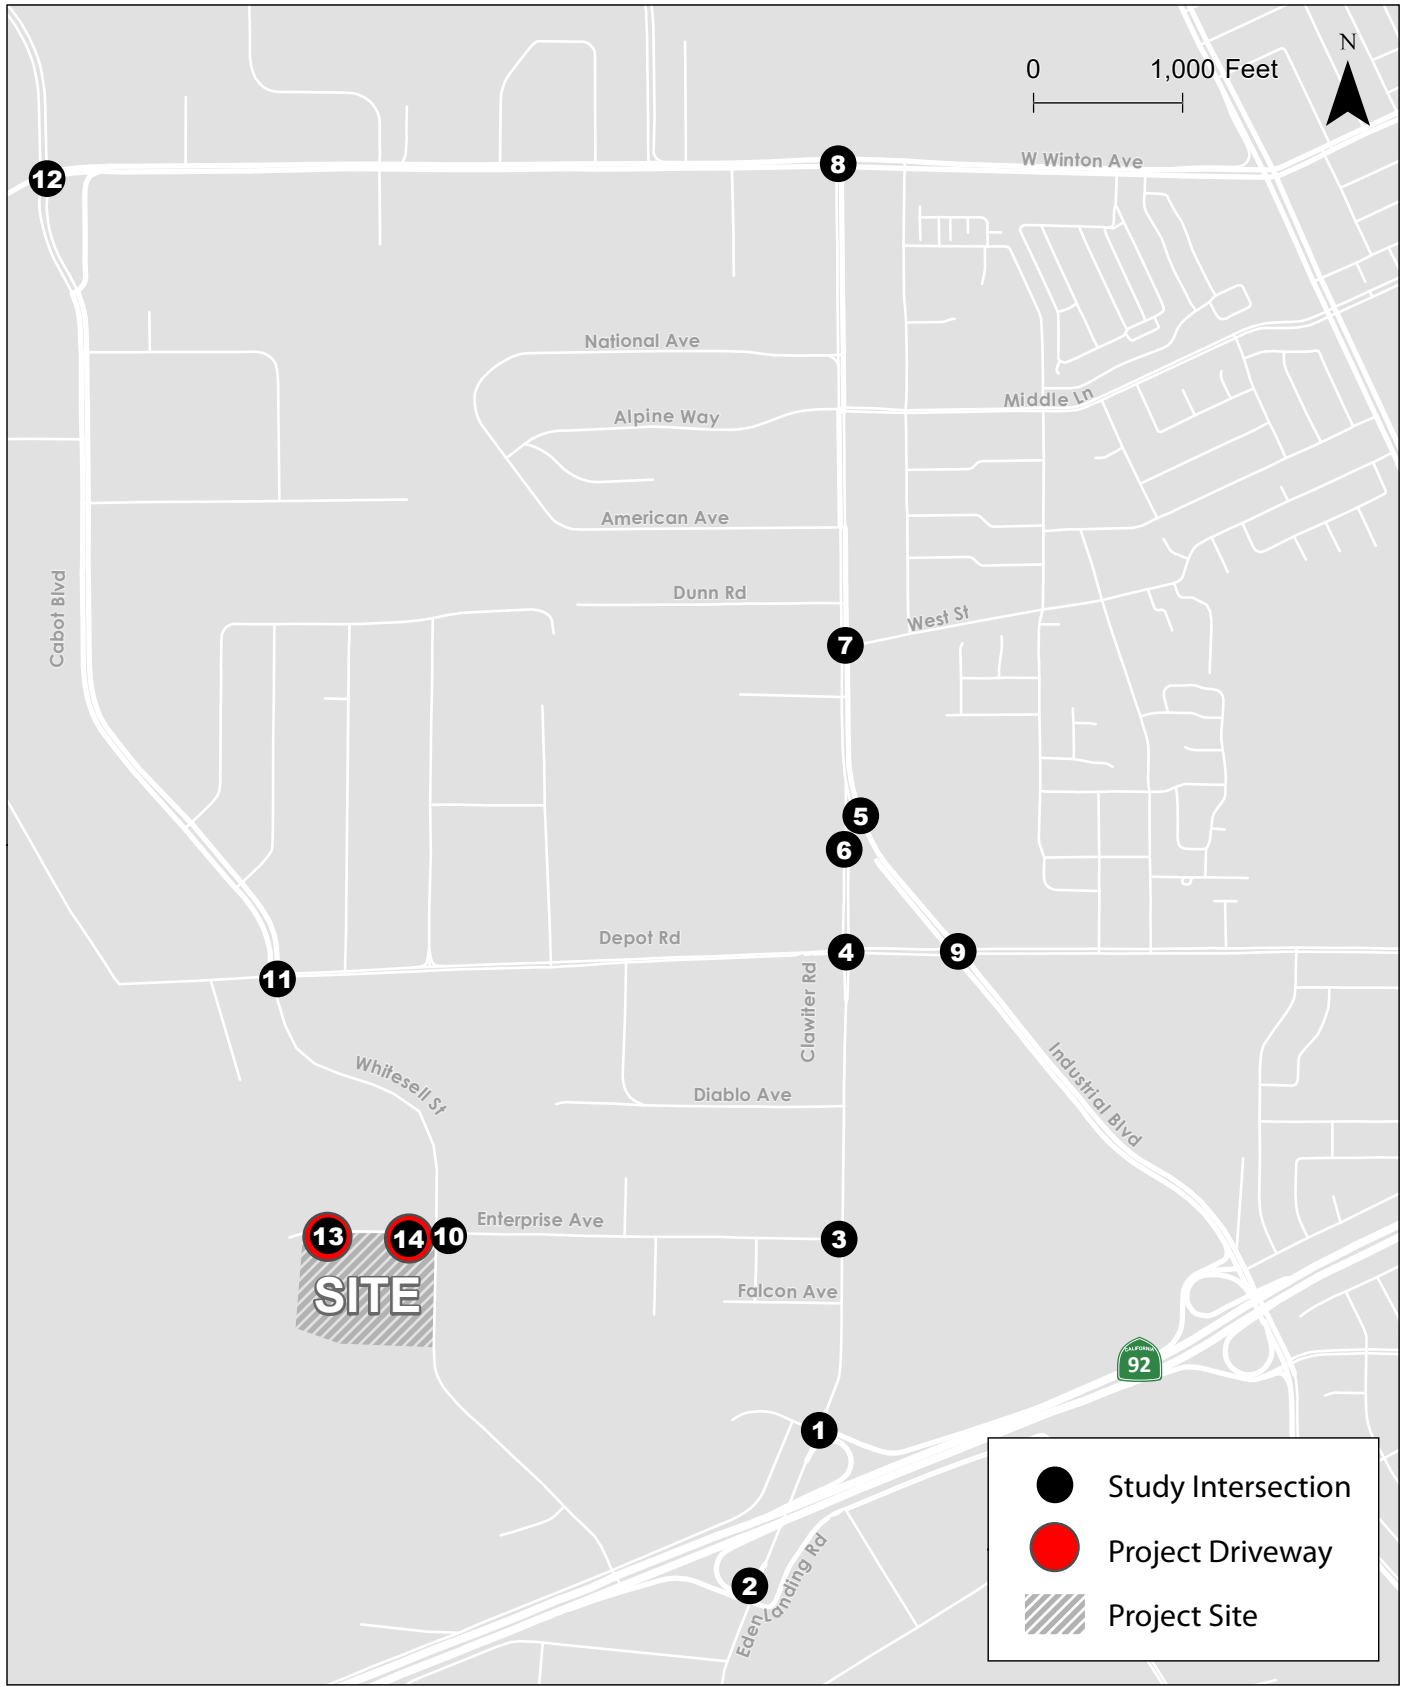 N
0 1,000 Feet
W Winton Ave
12
8
National Ave
Middle Ln
Alpine Way
American Ave
Dunn Rd
West St
Cabot Blvd
7
5
6
Depot Rd
4
9
11
Clawiter Rd
Whitesell St
Diablo Ave
Industrial Blvd
13
14
10
Enterprise Ave
3
SITE
Falcon Ave
CALIFORNIA
92
1
2
Eden Landing Rd
Study Intersection
Project Driveway
Project Site